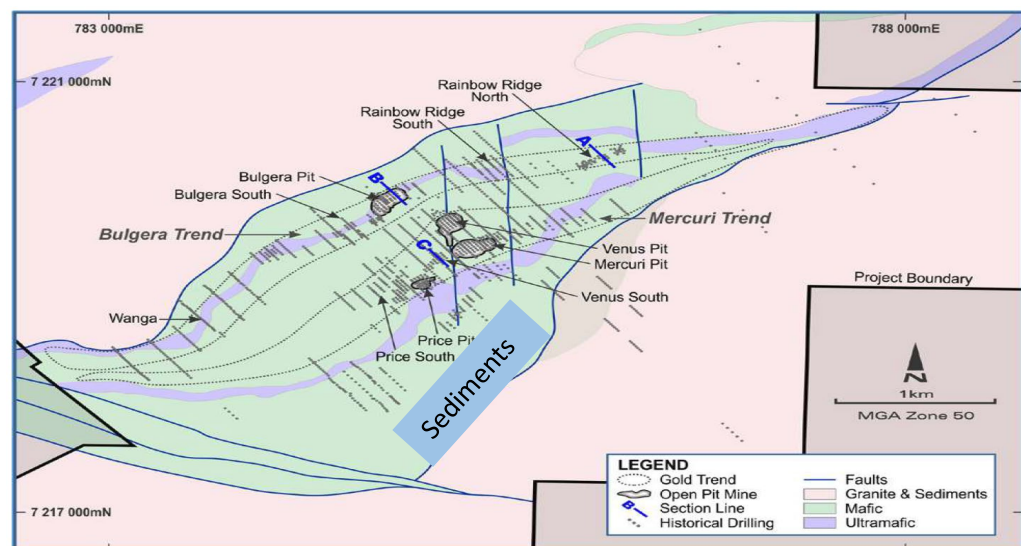 783 000mE
788 000mE
7 221 000mN
Rainbow Ridge
North
Rainbow Ridge
South
A
Bulgera Pit
B
Bulgera South
Bulgera Trend
Mercuri Trend
C
Venus Pit
Mercuri Pit
Project Boundary
Venus South
Wanga
Price Pit
Price South
Sediments
N
1km
MGA Zone 50
7 217 000mN
LEGEND
Gold Trend
Open Pit Mine
B
Section Line
Historical Drilling
Faults
Granite & Sediments
Mafic
Ultramafic